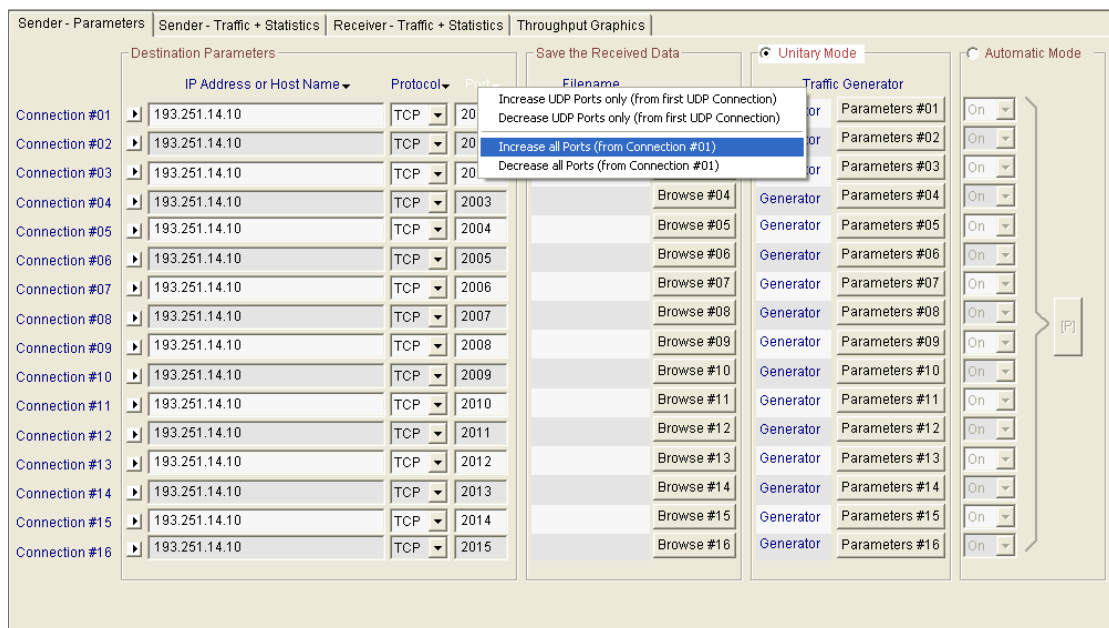 Sender - Parameters Sender - Traffic + Statistics Receiver - Traffic + Statistics Throughput Graphics
Destination Parameters Save the Received Data Unitary Mode Automatic Mode
IP Address or Host Name Protocol Port Filename Traffic Generator
Increase UDP Ports only (from first UDP Connection)
Decrease UDP Ports only (from first UDP Connection)
Increase all Ports (from Connection #01)
Decrease all Ports (from Connection #01)
Connection #01 193.251.14.10 TCP 20 or Parameters #01 On
Connection #02 193.251.14.10 TCP 20 or Parameters #02 On
Connection #03 193.251.14.10 TCP 20 or Parameters #03 On
Connection #04 193.251.14.10 TCP 2003 Browse #04 Generator Parameters #04 On
Connection #05 193.251.14.10 TCP 2004 Browse #05 Generator Parameters #05 On
Connection #06 193.251.14.10 TCP 2005 Browse #06 Generator Parameters #06 On
Connection #07 193.251.14.10 TCP 2006 Browse #07 Generator Parameters #07 On
Connection #08 193.251.14.10 TCP 2007 Browse #08 Generator Parameters #08 On [P]
Connection #09 193.251.14.10 TCP 2008 Browse #09 Generator Parameters #09 On
Connection #10 193.251.14.10 TCP 2009 Browse #10 Generator Parameters #10 On
Connection #11 193.251.14.10 TCP 2010 Browse #11 Generator Parameters #11 On
Connection #12 193.251.14.10 TCP 2011 Browse #12 Generator Parameters #12 On
Connection #13 193.251.14.10 TCP 2012 Browse #13 Generator Parameters #13 On
Connection #14 193.251.14.10 TCP 2013 Browse #14 Generator Parameters #14 On
Connection #15 193.251.14.10 TCP 2014 Browse #15 Generator Parameters #15 On
Connection #16 193.251.14.10 TCP 2015 Browse #16 Generator Parameters #16 On